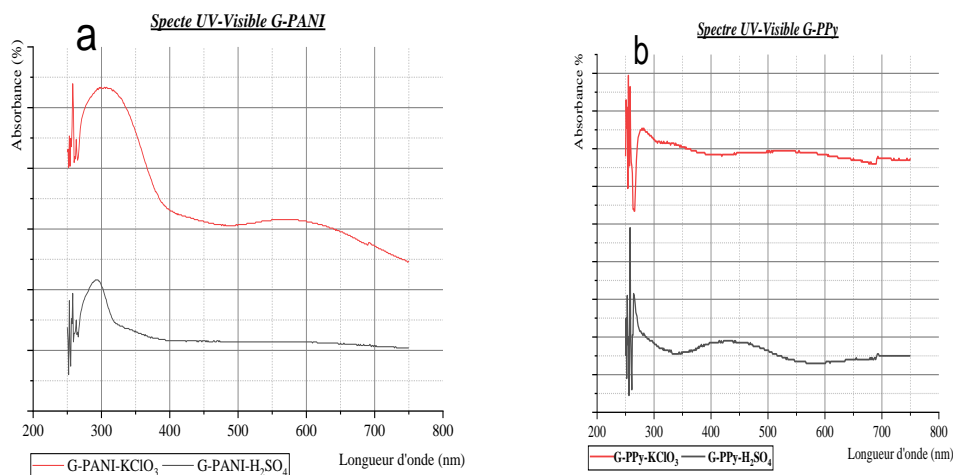 Specte UV-Visible G-PANI
a
Absorbance (%)
200 300 400 500 600 700 800
Longueur d'onde (nm)
G-PANI-KClO₃
G-PANI-H₂SO₄
Spectre UV-Visible G-PPy
b
Absorbance %
200 300 400 500 600 700 800
Longueur d'onde (nm)
G-PPy-KClO₃ G-PPy-H₂SO₄